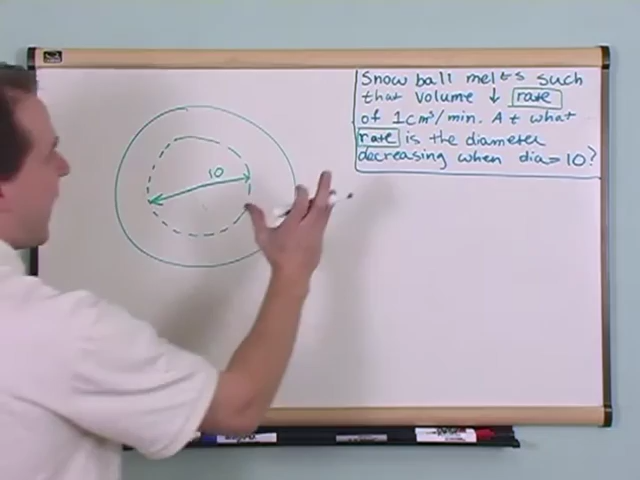 Snow ball melts such
that volume ↓ rate
of 1cm³/min. At what
rate is the diameter
decreasing when dia=10?
10